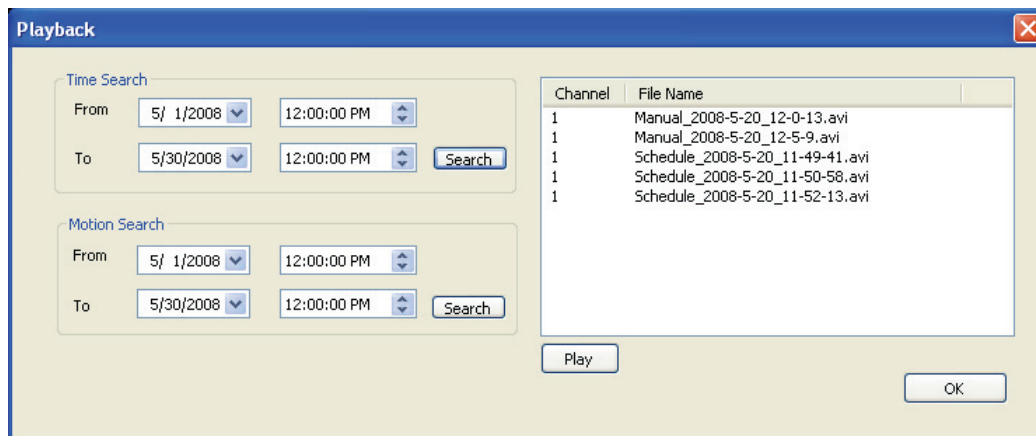 Playback
Time Search
From 5/ 1/2008 12:00:00 PM
To 5/30/2008 12:00:00 PM Search
Motion Search
From 5/ 1/2008 12:00:00 PM
To 5/30/2008 12:00:00 PM Search
Channel File Name
1 Manual_2008-5-20_12-0-13.avi
1 Manual_2008-5-20_12-5-9.avi
1 Schedule_2008-5-20_11-49-41.avi
1 Schedule_2008-5-20_11-50-58.avi
1 Schedule_2008-5-20_11-52-13.avi
Play
OK